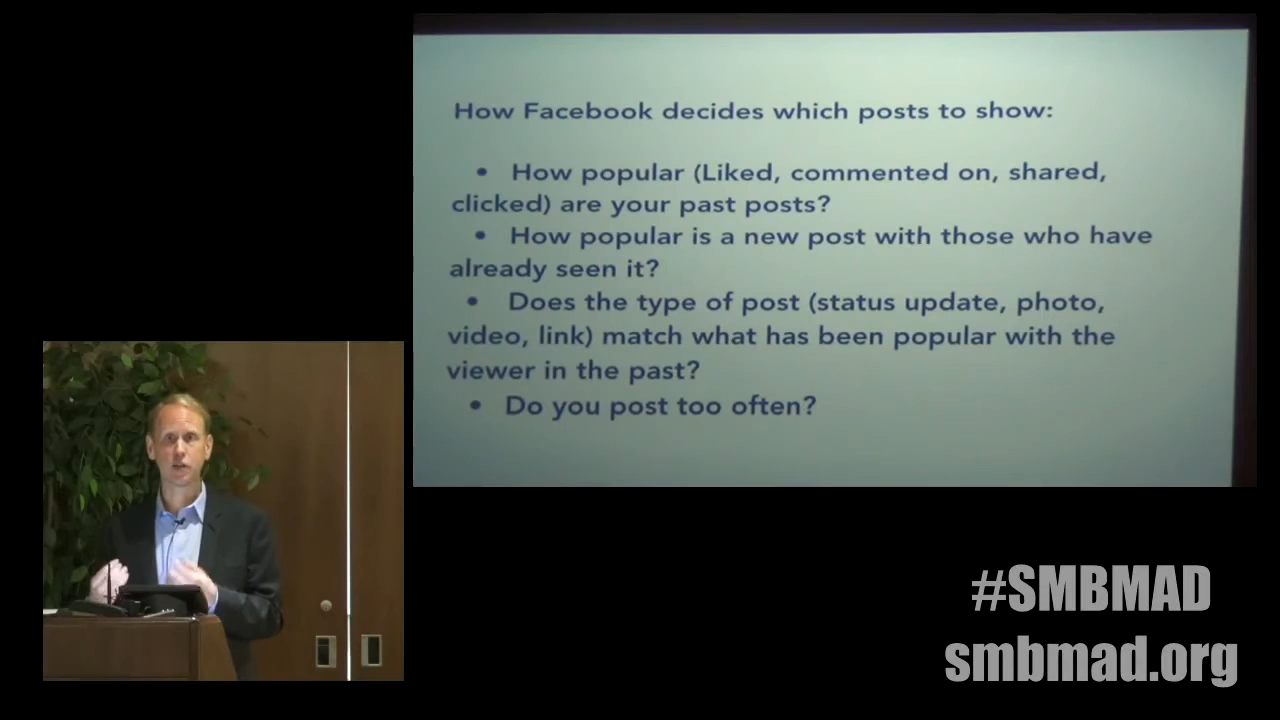 How Facebook decides which posts to show:
• How popular (Liked, commented on, shared,
clicked) are your past posts?
• How popular is a new post with those who have
already seen it?
• Does the type of post (status update, photo,
video, link) match what has been popular with the
viewer in the past?
• Do you post too often?
#SMBMAD
smbmad.org